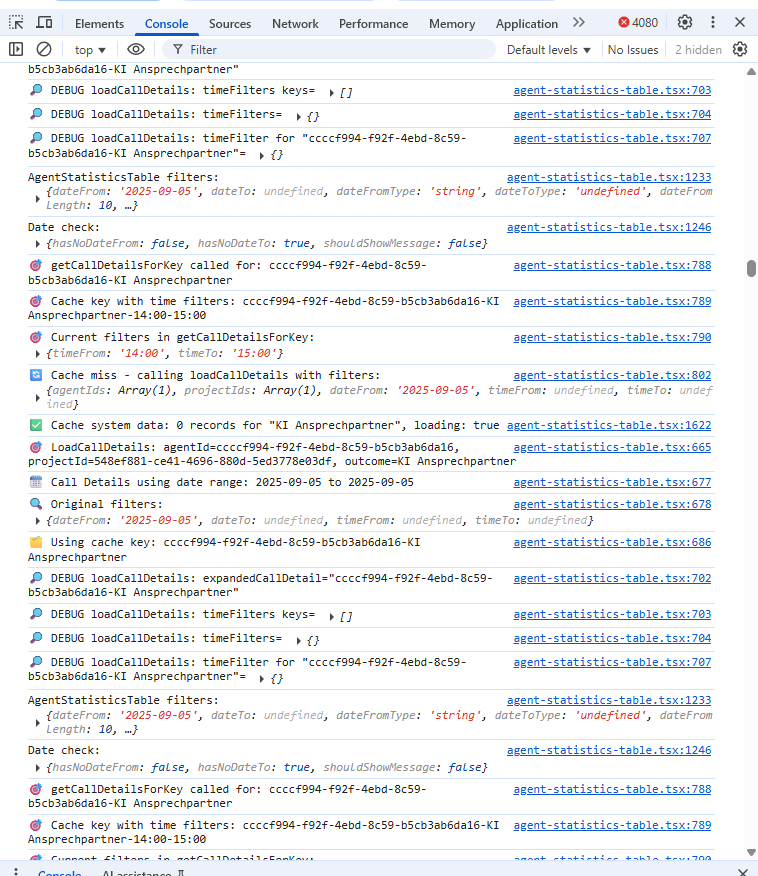 Elements Console Sources Network Performance Memory Application 4080
top Filter Default levels No Issues 2 hidden
b5cb3ab6da16-KI Ansprechpartner"
DEBUG loadCallDetails: timeFilters keys= ▶ [] agent-statistics-table.tsx:703
DEBUG loadCallDetails: timeFilters= ▶ {} agent-statistics-table.tsx:704
DEBUG loadCallDetails: timeFilter for "ccccf994-f92f-4ebd-8c59- agent-statistics-table.tsx:707
b5cb3ab6da16-KI Ansprechpartner"= ▶ {}
AgentStatisticsTable filters: agent-statistics-table.tsx:1233
{dateFrom: '2025-09-05', dateTo: undefined, dateFromType: 'string', dateToType: 'undefined', dateFrom
Length: 10, …}
Date check: agent-statistics-table.tsx:1246
▶ {hasNoDateFrom: false, hasNoDateTo: true, shouldShowMessage: false}
getCallDetailsForKey called for: ccccf994-f92f-4ebd-8c59- agent-statistics-table.tsx:788
b5cb3ab6da16-KI Ansprechpartner
Cache key with time filters: ccccf994-f92f-4ebd-8c59-b5cb3ab6da16-KI agent-statistics-table.tsx:789
Ansprechpartner-14:00-15:00
Current filters in getCallDetailsForKey: agent-statistics-table.tsx:790
▶ {timeFrom: '14:00', timeTo: '15:00'}
Cache miss - calling loadCallDetails with filters: agent-statistics-table.tsx:802
{agentIds: Array(1), projectIds: Array(1), dateFrom: '2025-09-05', timeFrom: undefined, timeTo: undef
ined}
Cache system data: 0 records for "KI Ansprechpartner", loading: true agent-statistics-table.tsx:1622
LoadCallDetails: agentId=ccccf994-f92f-4ebd-8c59-b5cb3ab6da16, agent-statistics-table.tsx:665
projectId=548ef881-ce41-4696-880d-5ed3778e03df, outcome=KI Ansprechpartner
Call Details using date range: 2025-09-05 to 2025-09-05 agent-statistics-table.tsx:677
Original filters: agent-statistics-table.tsx:678
▶ {dateFrom: '2025-09-05', dateTo: undefined, timeFrom: undefined, timeTo: undefined}
Using cache key: ccccf994-f92f-4ebd-8c59-b5cb3ab6da16-KI agent-statistics-table.tsx:686
Ansprechpartner
DEBUG loadCallDetails: expandedCallDetail="ccccf994-f92f-4ebd-8c59- agent-statistics-table.tsx:702
b5cb3ab6da16-KI Ansprechpartner"
DEBUG loadCallDetails: timeFilters keys= ▶ [] agent-statistics-table.tsx:703
DEBUG loadCallDetails: timeFilters= ▶ {} agent-statistics-table.tsx:704
DEBUG loadCallDetails: timeFilter for "ccccf994-f92f-4ebd-8c59- agent-statistics-table.tsx:707
b5cb3ab6da16-KI Ansprechpartner"= ▶ {}
AgentStatisticsTable filters: agent-statistics-table.tsx:1233
{dateFrom: '2025-09-05', dateTo: undefined, dateFromType: 'string', dateToType: 'undefined', dateFrom
Length: 10, …}
Date check: agent-statistics-table.tsx:1246
▶ {hasNoDateFrom: false, hasNoDateTo: true, shouldShowMessage: false}
getCallDetailsForKey called for: ccccf994-f92f-4ebd-8c59- agent-statistics-table.tsx:788
b5cb3ab6da16-KI Ansprechpartner
Cache key with time filters: ccccf994-f92f-4ebd-8c59-b5cb3ab6da16-KI agent-statistics-table.tsx:789
Ansprechpartner-14:00-15:00
Current filters in getCallDetailsForKey: agent-statistics-table.tsx:790
Console AI assistance